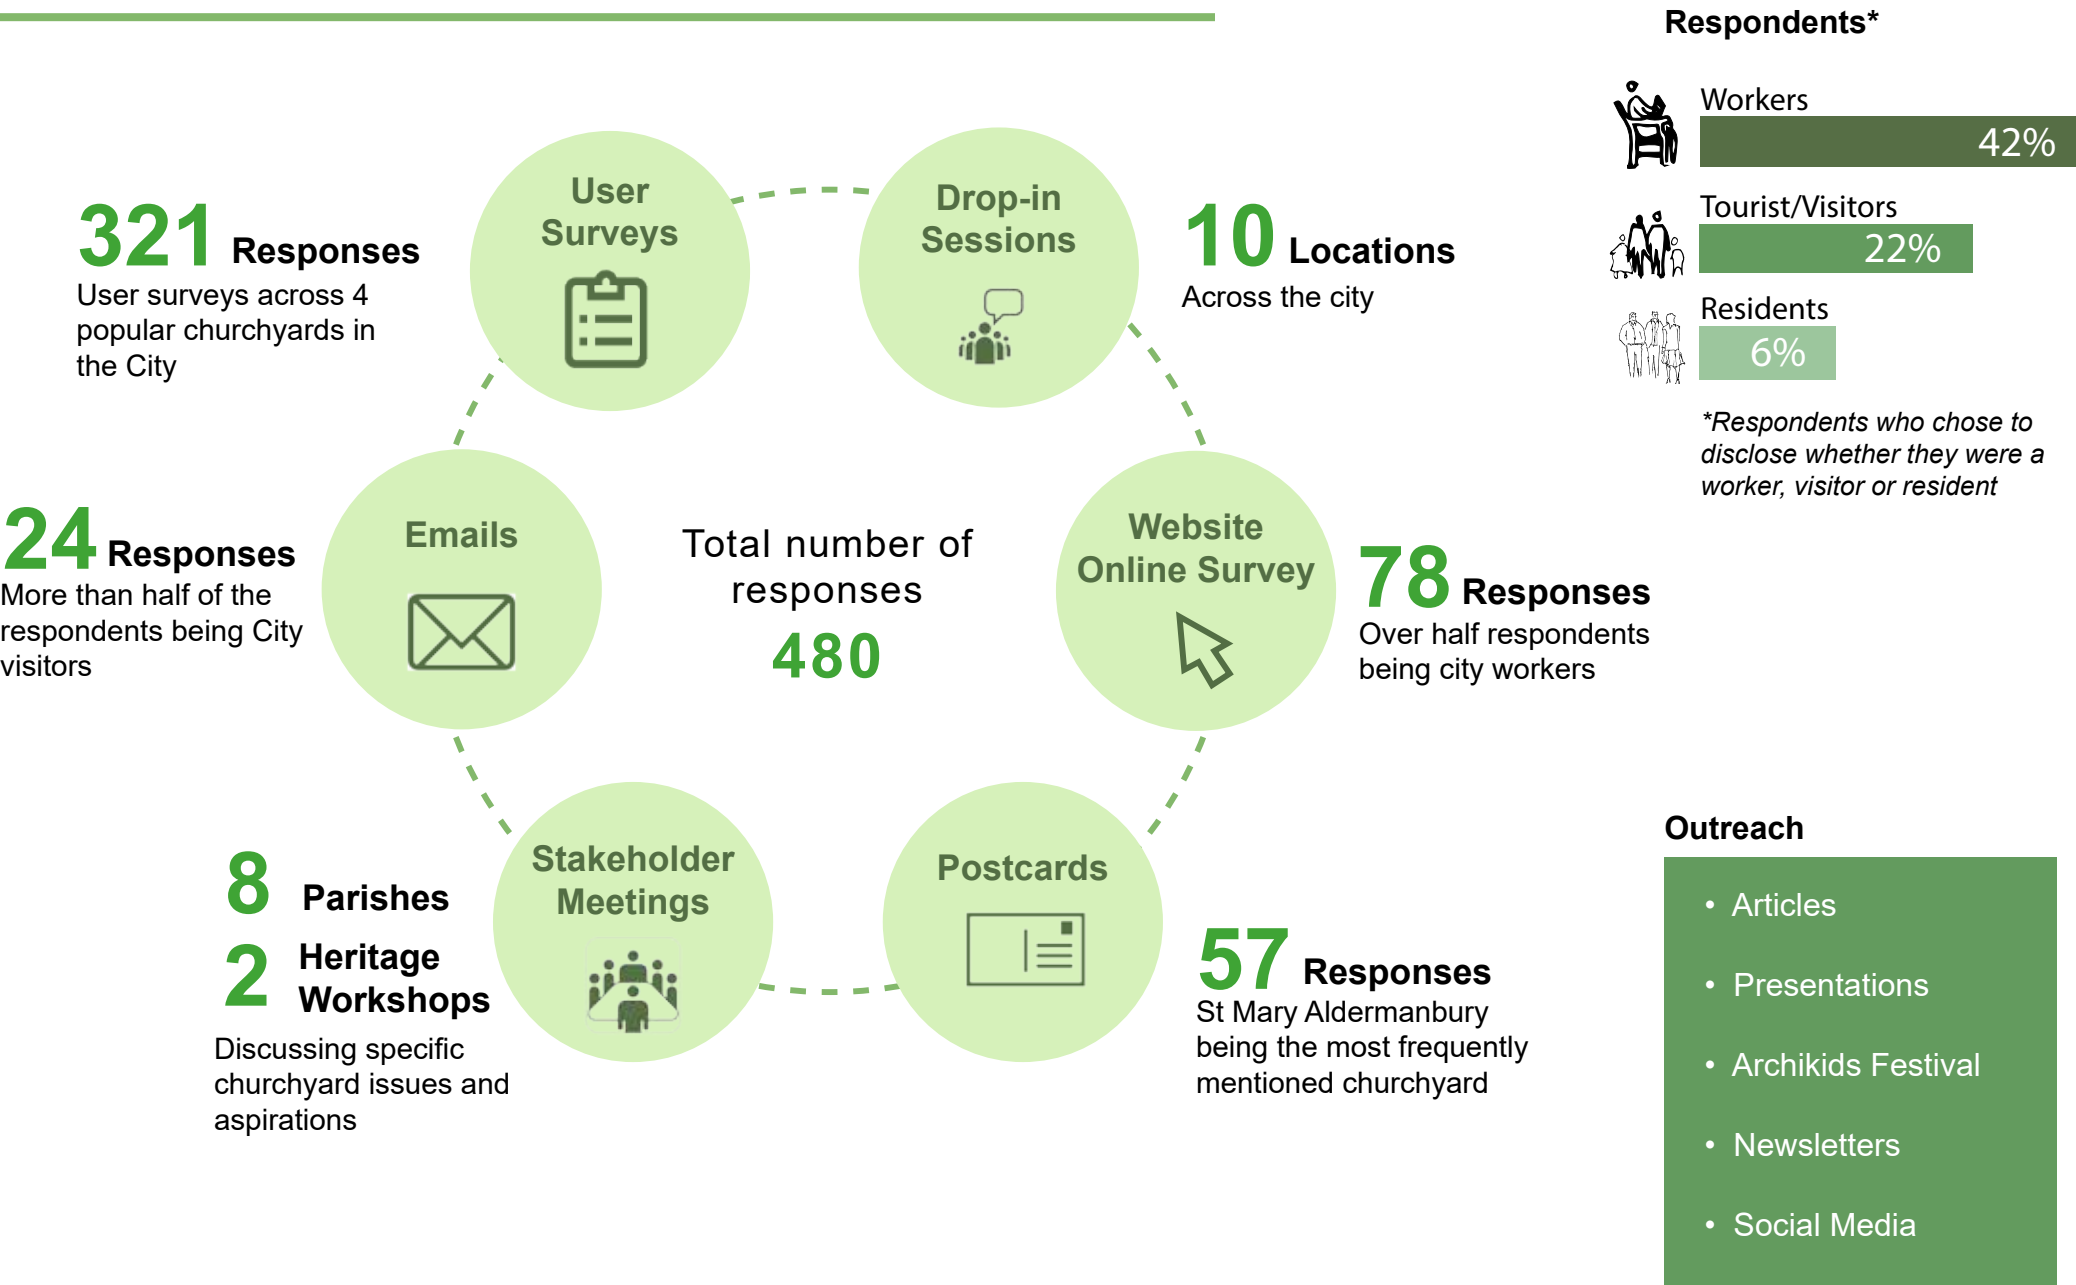 Respondents*
Workers
42%
Tourist/Visitors
22%
Residents
6%
*Respondents who chose to
disclose whether they were a
worker, visitor or resident
User
Surveys
321 Responses
User surveys across 4
popular churchyards in
the City
Drop-in
Sessions
10 Locations
Across the city
Emails
24 Responses
More than half of the
respondents being City
visitors
Total number of
responses
480
Website
Online Survey
78 Responses
Over half respondents
being city workers
Stakeholder
Meetings
8 Parishes
2 Heritage
Workshops
Discussing specific
churchyard issues and
aspirations
Postcards
57 Responses
St Mary Aldermanbury
being the most frequently
mentioned churchyard
Outreach
• Articles
• Presentations
• Archikids Festival
• Newsletters
• Social Media